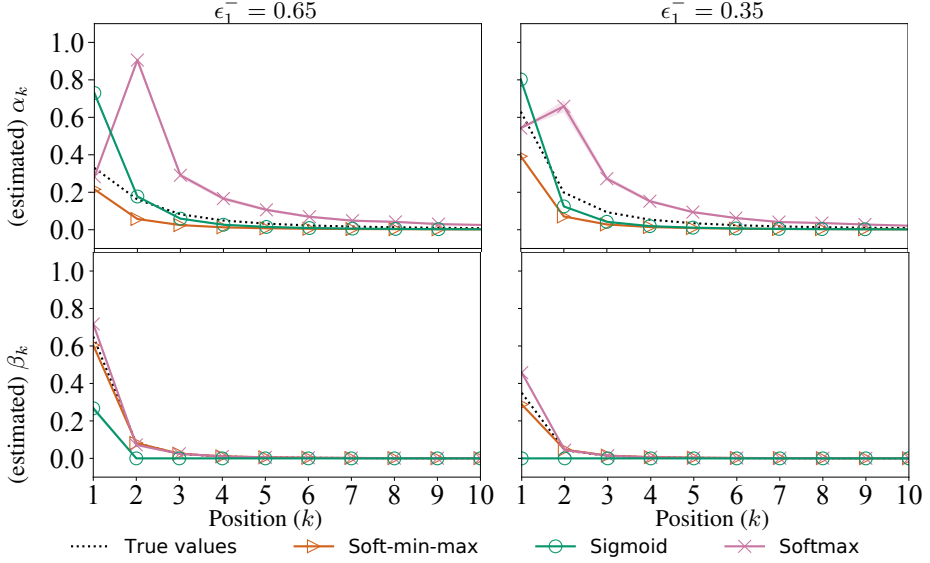 ϵ₁⁻ = 0.65
ϵ₁⁻ = 0.35
(estimated) αₖ
1.0
0.8
0.6
0.4
0.2
0.0
(estimated) βₖ
1.0
0.8
0.6
0.4
0.2
0.0
1 2 3 4 5 6 7 8 9 10
1 2 3 4 5 6 7 8 9 10
Position (k)
Position (k)
True values Soft-min-max Sigmoid Softmax